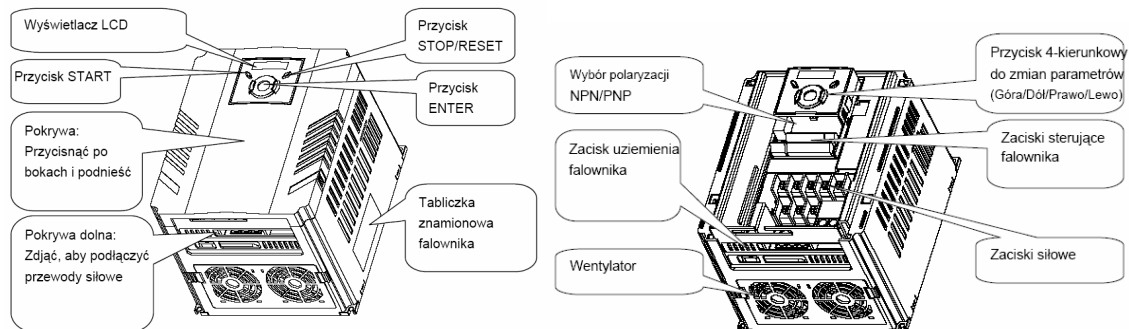 Wyświetlacz LCD
Przycisk
STOP/RESET
Przycisk START
Przycisk
ENTER
Pokrywa:
Przycisnąć po
bokach i podnieść
Tabliczka
znamionowa
falownika
Pokrywa dolna:
Zdjąć, aby podłączyć
przewody siłowe
Wybór polaryzacji
NPN/PNP
Przycisk 4-kierunkowy
do zmian parametrów
(Góra/Dół/Prawo/Lewo)
Zacisk uziemienia
falownika
Zaciski sterujące
falownika
Wentylator
Zaciski siłowe